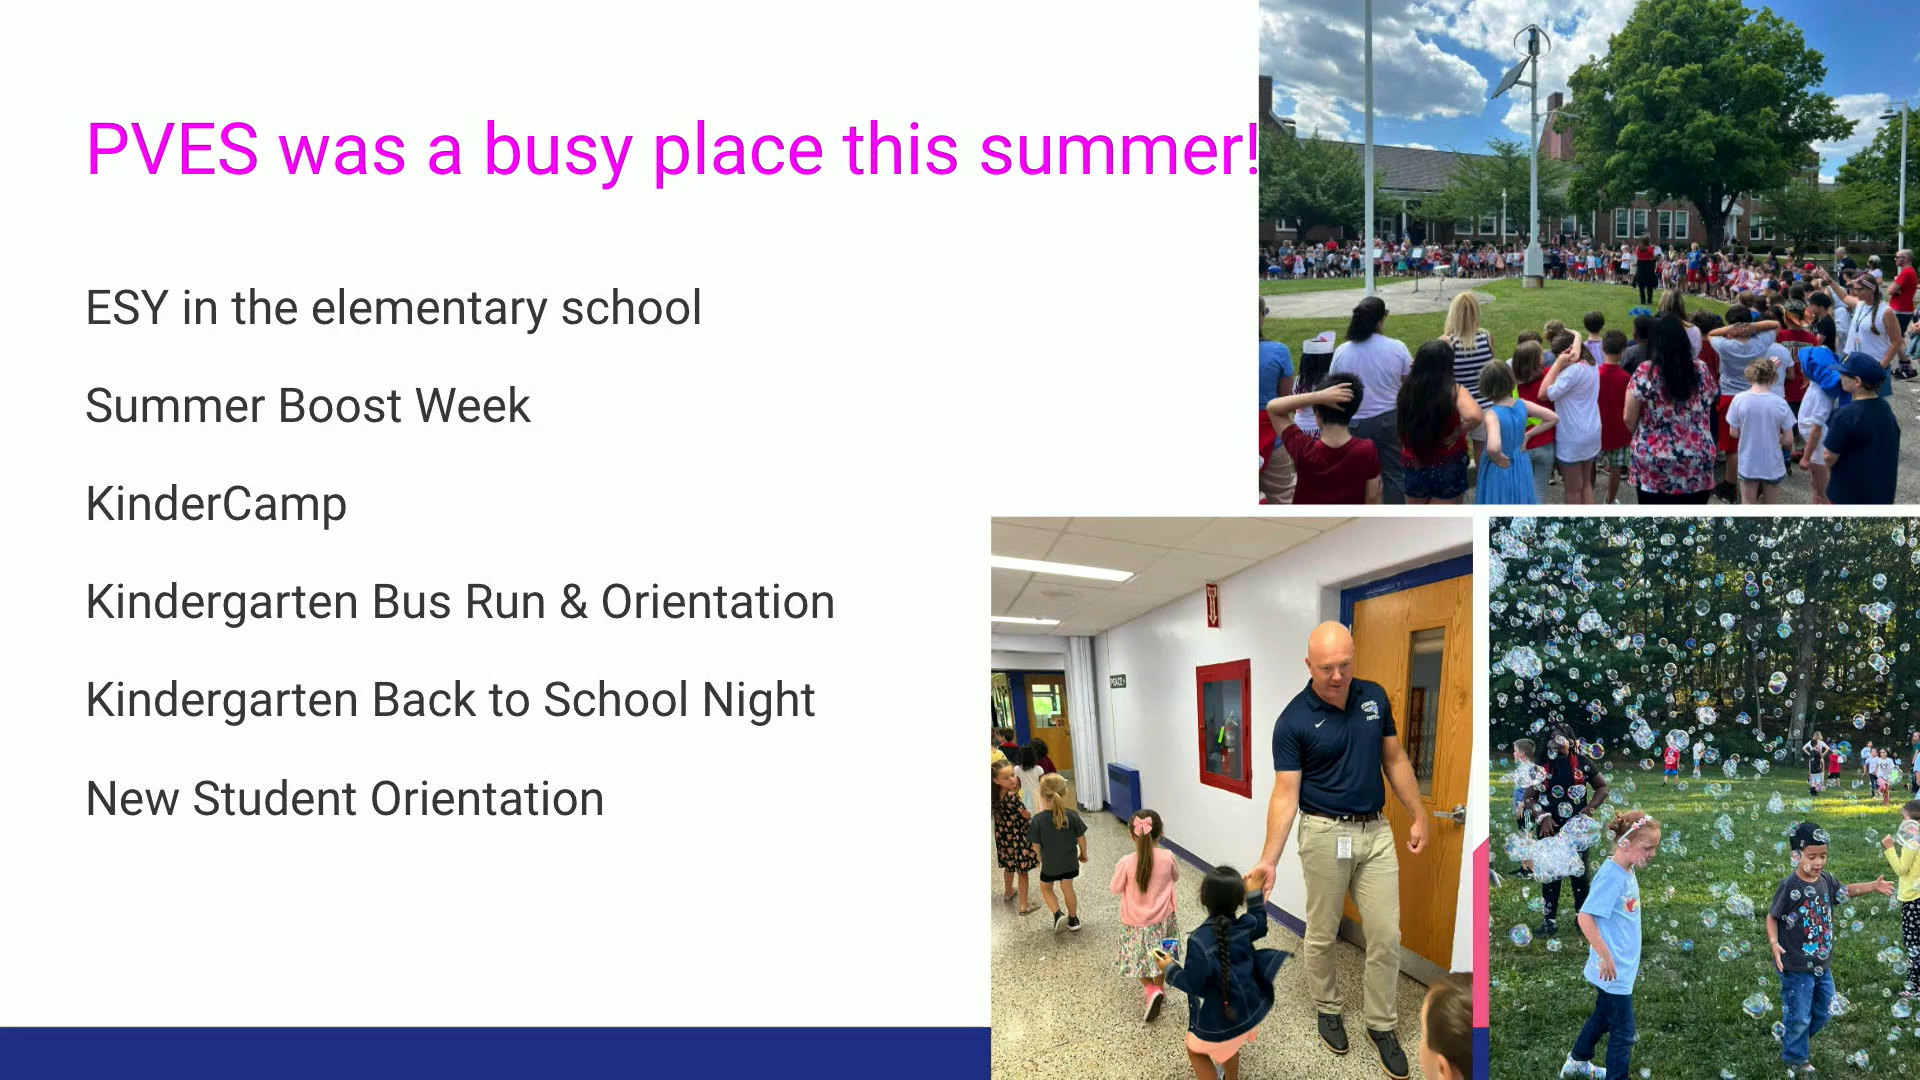 PVES was a busy place this summer!
ESY in the elementary school
Summer Boost Week
KinderCamp
Kindergarten Bus Run & Orientation
Kindergarten Back to School Night
New Student Orientation